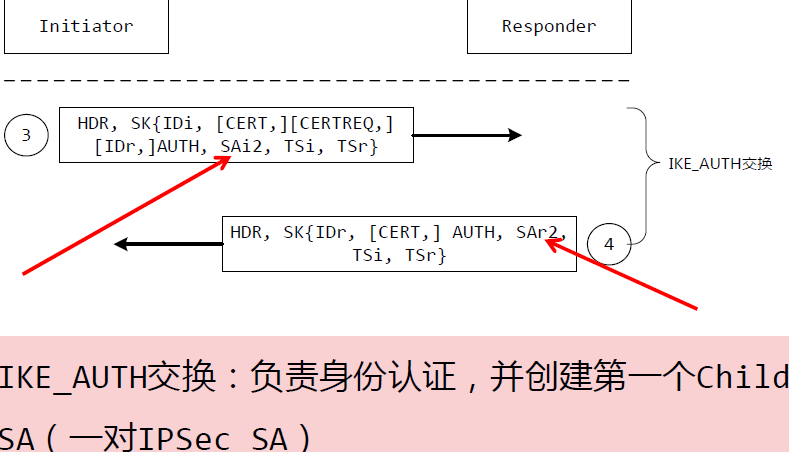 Initiator
Responder
3
HDR, SK{IDi, [CERT,][CERTREQ,]
[IDr,]AUTH, SAi2, TSi, TSr}
IKE_AUTH交换
HDR, SK{IDr, [CERT,] AUTH, SAr2,
TSi, TSr}
4
IKE_AUTH交换：负责身份认证，并创建第一个Child
SA（一对IPSec SA）